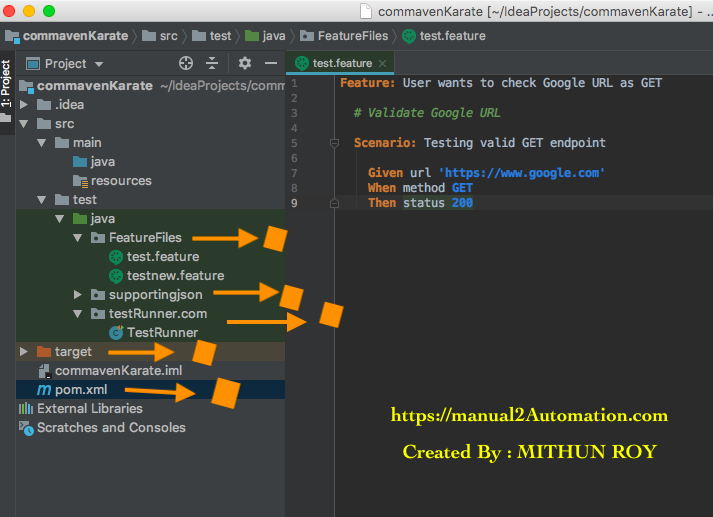 commavenKarate [~/IdeaProjects/commavenKarate] - ...
commavenKarate src test java FeatureFiles test.feature
1: Project
Project
test.feature
commavenKarate ~/IdeaProjects/comm
.idea
src
main
java
resources
test
java
FeatureFiles
test.feature
testnew.feature
supportingjson
testRunner.com
TestRunner
target
commavenKarate.iml
pom.xml
External Libraries
Scratches and Consoles
1 Feature: User wants to check Google URL as GET
2
3 # Validate Google URL
4
5 Scenario: Testing valid GET endpoint
6
7 Given url 'https://www.google.com'
8 When method GET
9 Then status 200
https://manual2Automation.com
Created By : MITHUN ROY